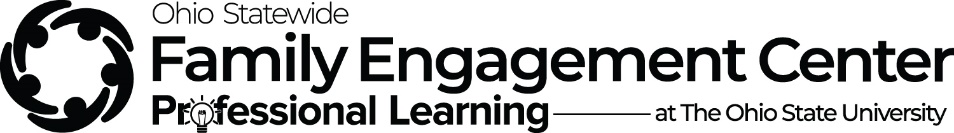 Ohio Statewide
Family Engagement Center
Professional Learning at The Ohio State University